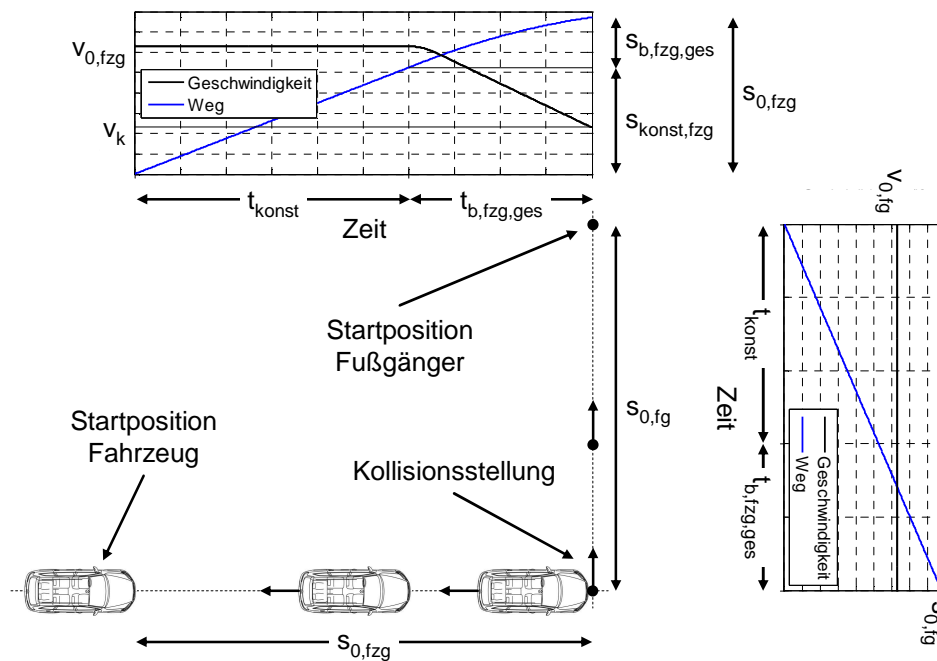 v0,fzg
vk
Geschwindigkeit
Weg
sb,fzg,ges
skonst,fzg
s0,fzg
tkonst
tb,fzg,ges
Zeit
Startposition
Fußgänger
Startposition
Fahrzeug
Kollisionsstellung
s0,fg
s0,fzg
v0,fg
tkonst
tb,fzg,ges
Zeit
Geschwindigkeit
Weg
s0,fg